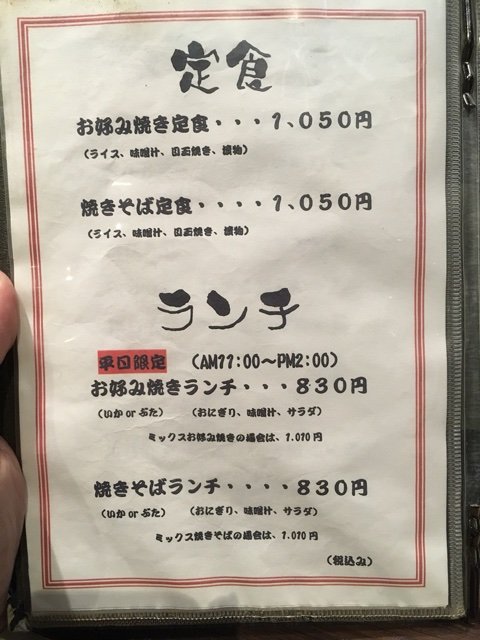 定食
お好み焼き定食・・・1、050円
（ライス、味噌汁、目玉焼き、漬物）
焼きそば定食・・・・1、050円
（ライス、味噌汁、目玉焼き、漬物）
ランチ
平日限定 （AM11:00～PM2:00）
お好み焼きランチ・・・830円
（いか or ぶた） （おにぎり、味噌汁、サラダ）
ミックスお好み焼きの場合は、1.010 円
焼きそばランチ・・・・830円
（いか or ぶた） （おにぎり、味噌汁、サラダ）
ミックス焼きそばの場合は、1.010 円
（税込み）